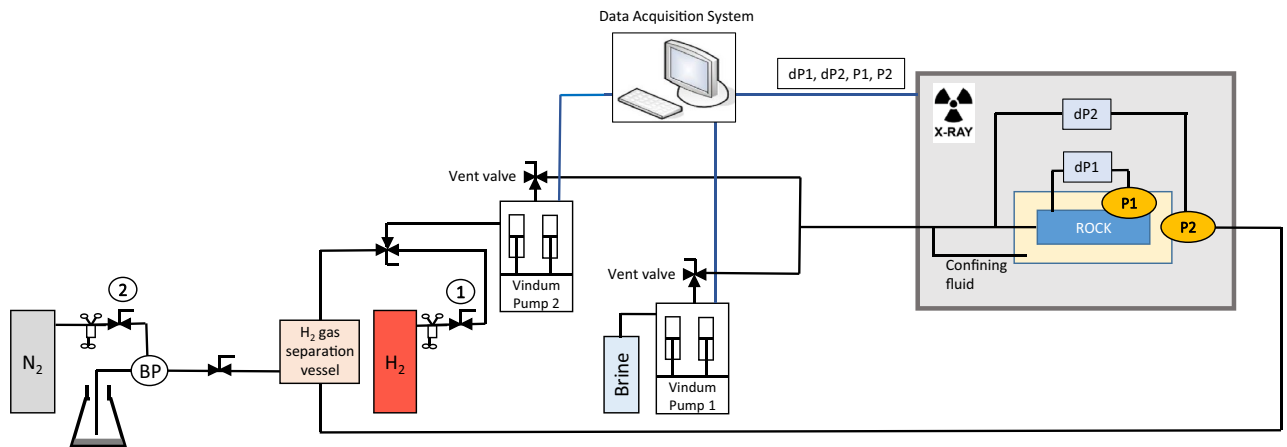 Data Acquisition System
dP1, dP2, P1, P2
X-RAY
dP2
dP1
P1
ROCK
P2
Confining
fluid
Vent valve
Vindum
Pump 2
Vent valve
Vindum
Pump 1
Brine
1
H₂
H₂ gas
separation
vessel
2
N₂
BP